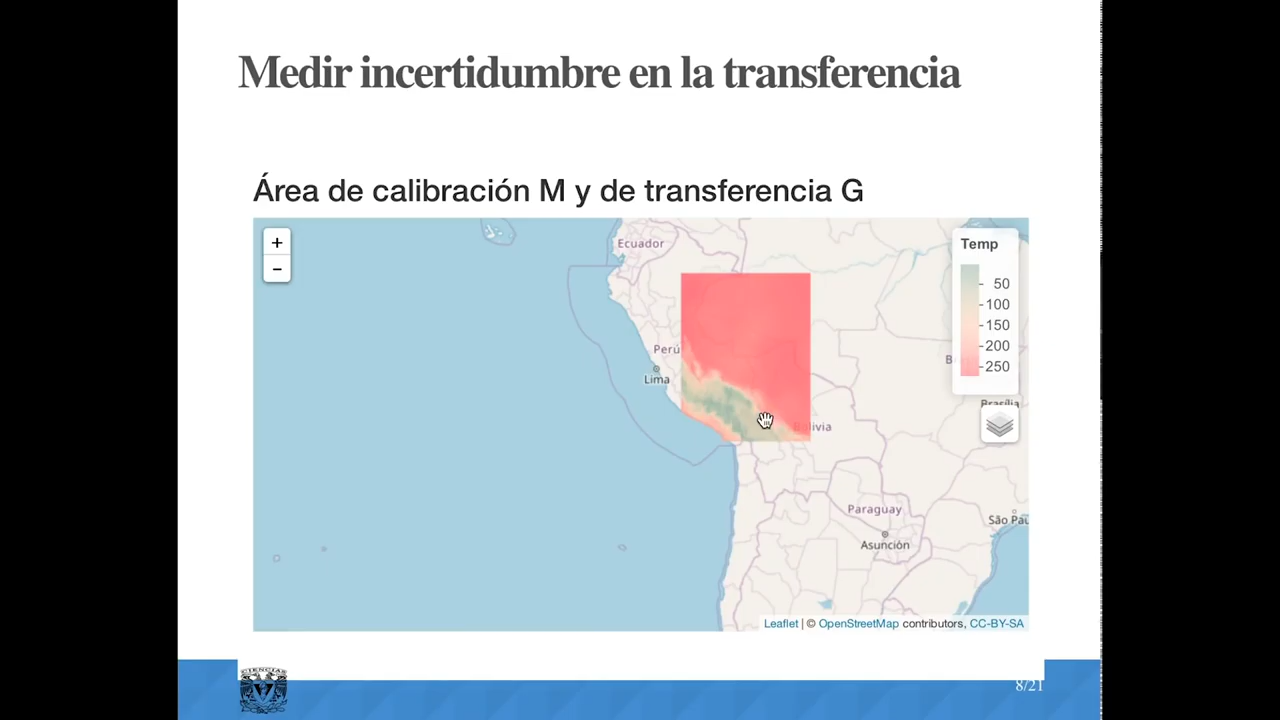 Medir incertidumbre en la transferencia
Área de calibración M y de transferencia G
+
−
Ecuador
Perú
Lima
Bolivia
Paraguay
Asunción
Brasília
São Pau
Temp
50
100
150
200
250
Leaflet | © OpenStreetMap contributors, CC-BY-SA
CIENCIAS
8/21